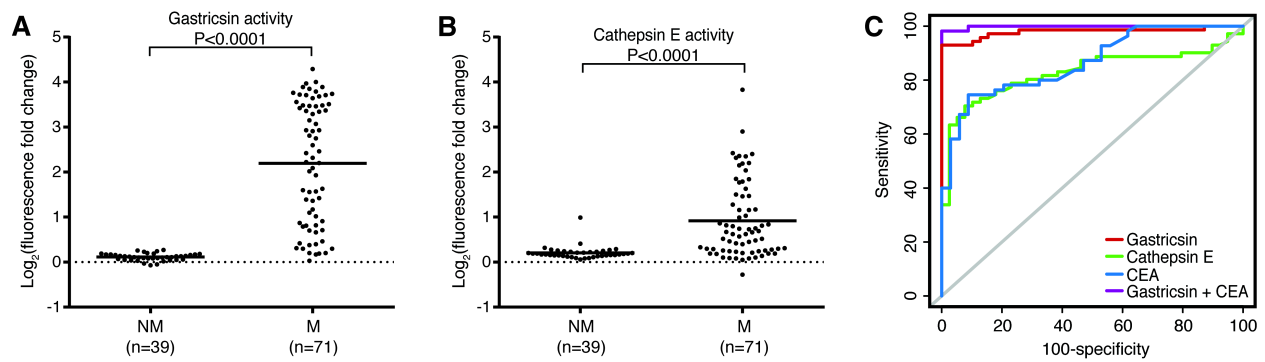 A
Gastricsin activity
P<0.0001
Log2(fluorescence fold change)
5
4
3
2
1
0
-1
NM
(n=39)
M
(n=71)
B
Cathepsin E activity
P<0.0001
Log2(fluorescence fold change)
5
4
3
2
1
0
-1
NM
(n=39)
M
(n=71)
C
Sensitivity
100
80
60
40
20
0
Gastricsin
Cathepsin E
CEA
Gastricsin + CEA
0 20 40 60 80 100
100-specificity